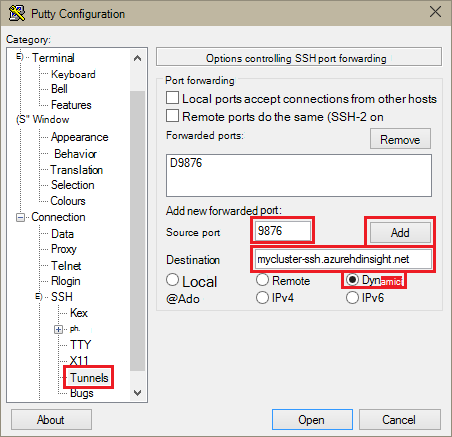 Putty Configuration
Category:
Terminal
Keyboard
Bell
Features
(S" Window
Appearance
Behavior
Translation
Selection
Colours
Connection
Data
Proxy
Telnet
Rlogin
SSH
Kex
ph.
TTY
X11
Tunnels
Bugs
Options controlling SSH port forwarding
Port forwarding
Local ports accept connections from other hosts
Remote ports do the same (SSH-2 on
Forwarded ports:
Remove
D9876
Add new forwarded port:
Source port
9876
Add
Destination
mycluster-ssh.azurehdinsight.net
Local
Remote
Dynamic
@Ado
IPv4
IPv6
About
Open
Cancel